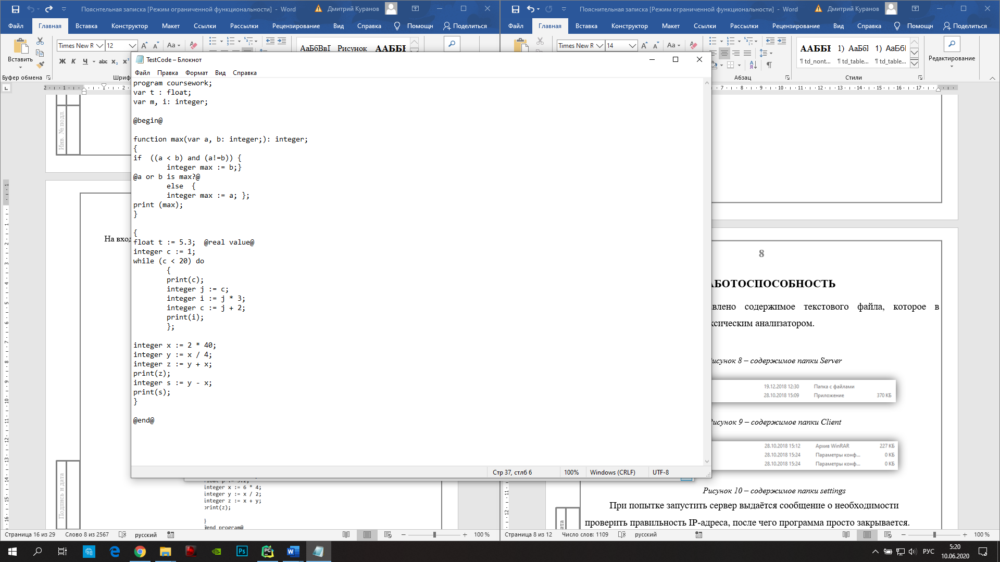 Пояснтельная записка [Режим ограниченной функциональности] - Word
Дмитрий Куранов
Пояснительная записка [Режим ограниченной функциональности] - Word
Дмитрий Куранов
Файл Главная Вставка Конструктор Макет Ссылки Рассылки Рецензирование Вид Справка Помощн Поделиться
Файл Главная Вставка Конструктор Макет Ссылки Рассылки Рецензирование Вид Справка Помощн Поделиться
Вставить
Буфер обмена
Times New R 12
Aa
Ж К Ч abc x₂ x²
Шриф
АаБбВвГ Рисунок ААБББ
Times New R 14
Aa
Абзац
ААББЕ 1) АаБбІ 1) АаБбІ
¶ td_nont... ¶ td_table... ¶ td_table...
Стили
Редактирование
TestCode – Блокнот
Файл Правка Формат Вид Справка
program coursework;
var t : float;
var m, i: integer;
@begin@
function max(var a, b: integer;): integer;
{
if  ((a < b) and (a!=b)) {
integer max := b;}
@a or b is max?@
else  {
integer max := a; };
print (max);
}
{
float t := 5.3;  @real value@
integer c := 1;
while (c < 20) do
{
print(c);
integer j := c;
integer i := j * 3;
integer c := j + 2;
print(i);
};
integer x := 2 * 40;
integer y := x / 4;
integer z := y + x;
print(z);
integer s := y - x;
print(s);
}
@end@
Стр 37, стлб 6 100% Windows (CRLF) UTF-8
Инв. № подл.
На вход
Подпись и дата
integer x := 6 * 4;
integer y := x / 2;
integer z := x + y;
print(z);
}
@end program@
8
АБОТОСПОСОБНОСТЬ
влено содержимое текстового файла, которое в
ксическим анализатором.
Рисунок 8 – содержимое папки Server
19.12.2018 12:30 Папка с файлами
28.10.2018 15:09 Приложение 370 КБ
Рисунок 9 – содержимое папки Client
28.10.2018 15:12 Архив WinRAR 227 КБ
28.10.2018 15:24 Параметры конф... 0 КБ
28.10.2018 15:24 Параметры конф... 0 КБ
Рисунок 10 – содержимое папки settings
При попытке запустить сервер выдаётся сообщение о необходимости
проверить правильность IP-адреса, после чего программа просто закрывается.
Страница 16 из 29 Слово 8 из 2567 русский 100 %
Страница 8 из 12 Число слов: 1109 русский 100 %
РУС
5:20
10.06.2020